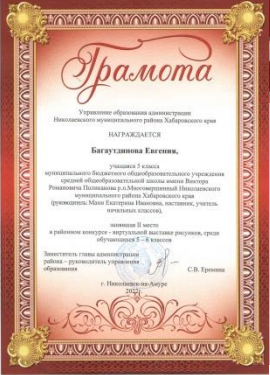 Грамота
Управление образования администрации
Николаевского муниципального района Хабаровского края
НАГРАЖДАЕТСЯ
Багаутдинова Евгения,
учащаяся 5 класса
муниципального бюджетного общеобразовательного учреждения
средней общеобразовательной школы имени Виктора
Романовича Поликанова р.п.Многовершинный Николаевского
муниципального района Хабаровского края
(руководитель: Екатерина Ивановна, наставник, учитель
начальных классов),
занявшая II место
в районном конкурсе - виртуальной выставке рисунков, среди
обучающихся 5 – 8 классов
Заместитель главы администрации
района – руководитель управления
образования
С.В. Еремина
г. Николаевск-на-Амуре
2022г